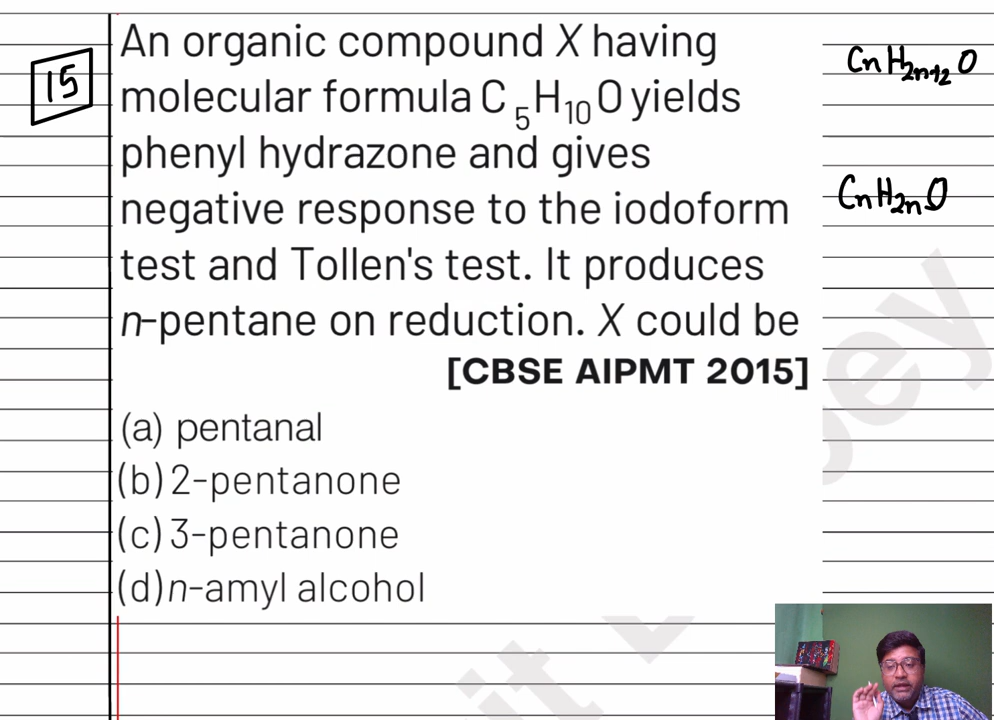 15
An organic compound X having
molecular formula C₅H₁₀O yields
phenyl hydrazone and gives
negative response to the iodoform
test and Tollen's test. It produces
n-pentane on reduction. X could be
[CBSE AIPMT 2015]
(a) pentanal
(b) 2-pentanone
(c) 3-pentanone
(d) n-amyl alcohol
CnH2n+2O
CnH2nO